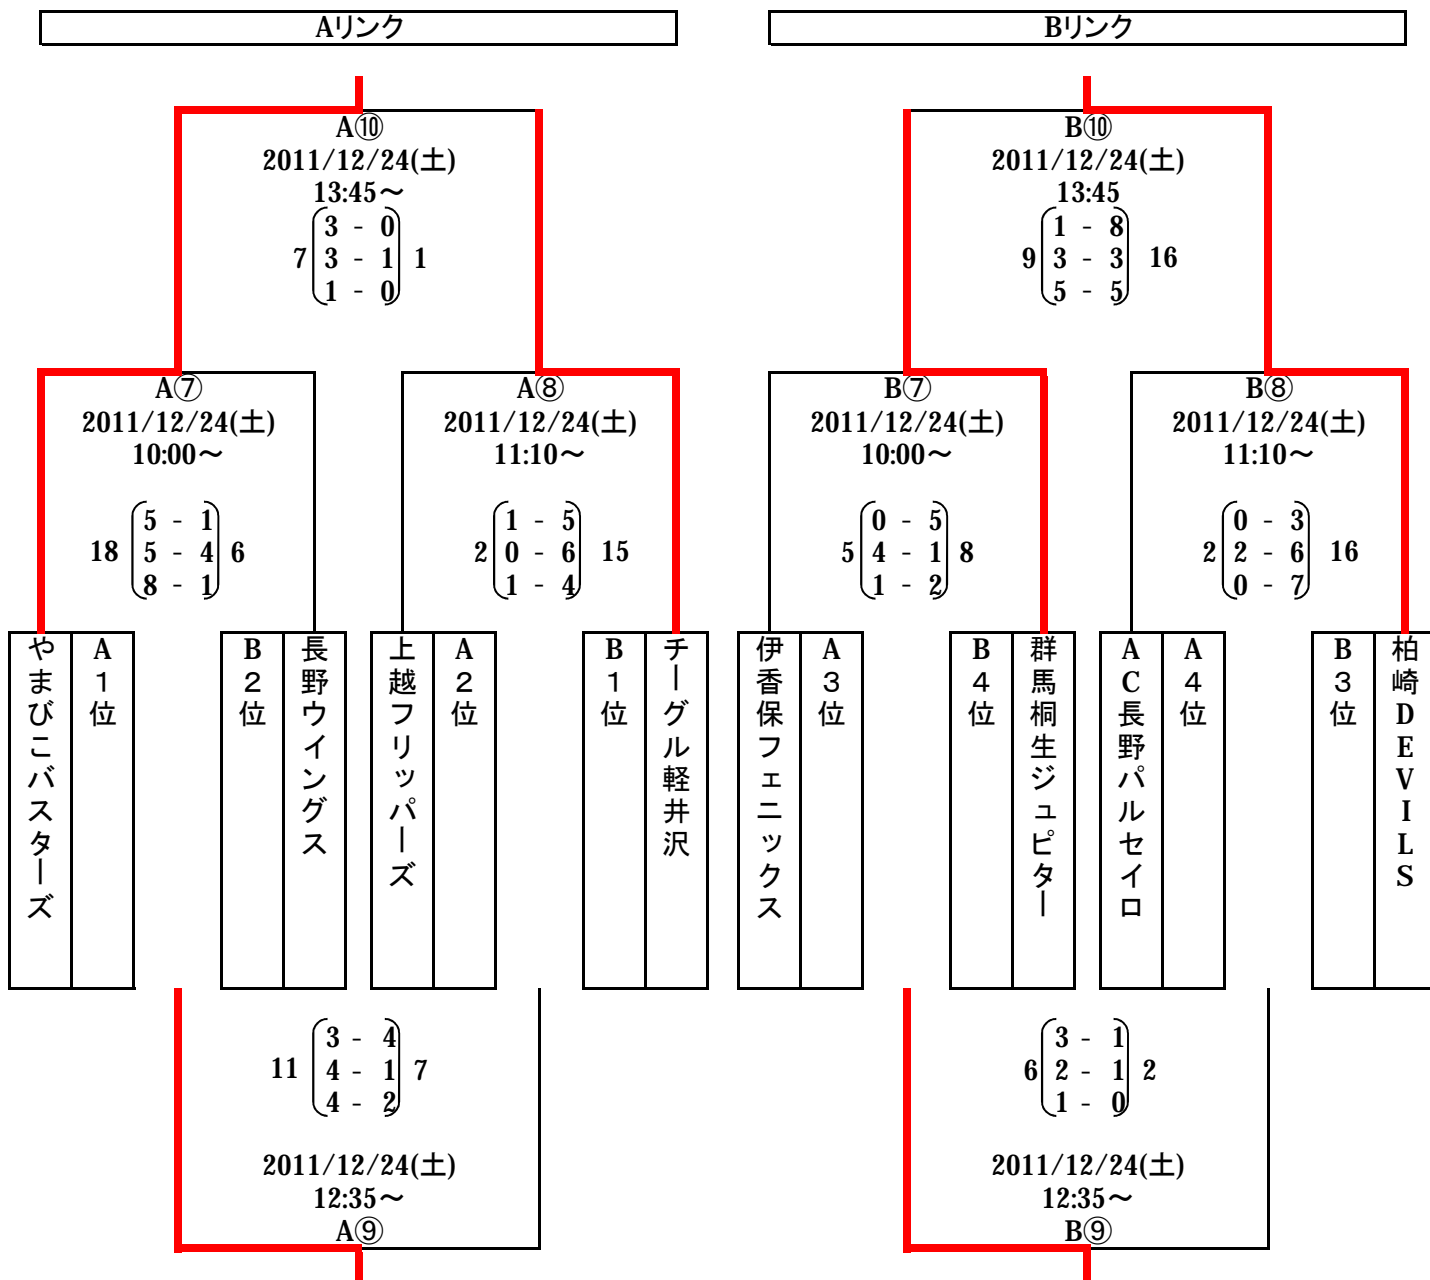 Aリンク
Bリンク
A⑩
2011/12/24(土)
13:45～
3 - 0
7 3 - 1 1
1 - 0
B⑩
2011/12/24(土)
13:45
1 - 8
9 3 - 3 16
5 - 5
A⑦
2011/12/24(土)
10:00～
5 - 1
18 5 - 4 6
8 - 1
A⑧
2011/12/24(土)
11:10～
1 - 5
2 0 - 6 15
1 - 4
B⑦
2011/12/24(土)
10:00～
0 - 5
5 4 - 1 8
1 - 2
B⑧
2011/12/24(土)
11:10～
0 - 3
2 2 - 6 16
0 - 7
やまびこバスターズ
A1位
B2位
長野ウイングス
上越フリッパーズ
A2位
B1位
チーグル軽井沢
伊香保フェニックス
A3位
B4位
群馬桐生ジュピター
AC長野パルセイロ
A4位
B3位
柏崎DEVILS
3 - 4
11 4 - 1 7
4 - 2
2011/12/24(土)
12:35～
A⑨
3 - 1
6 2 - 1 2
1 - 0
2011/12/24(土)
12:35～
B⑨